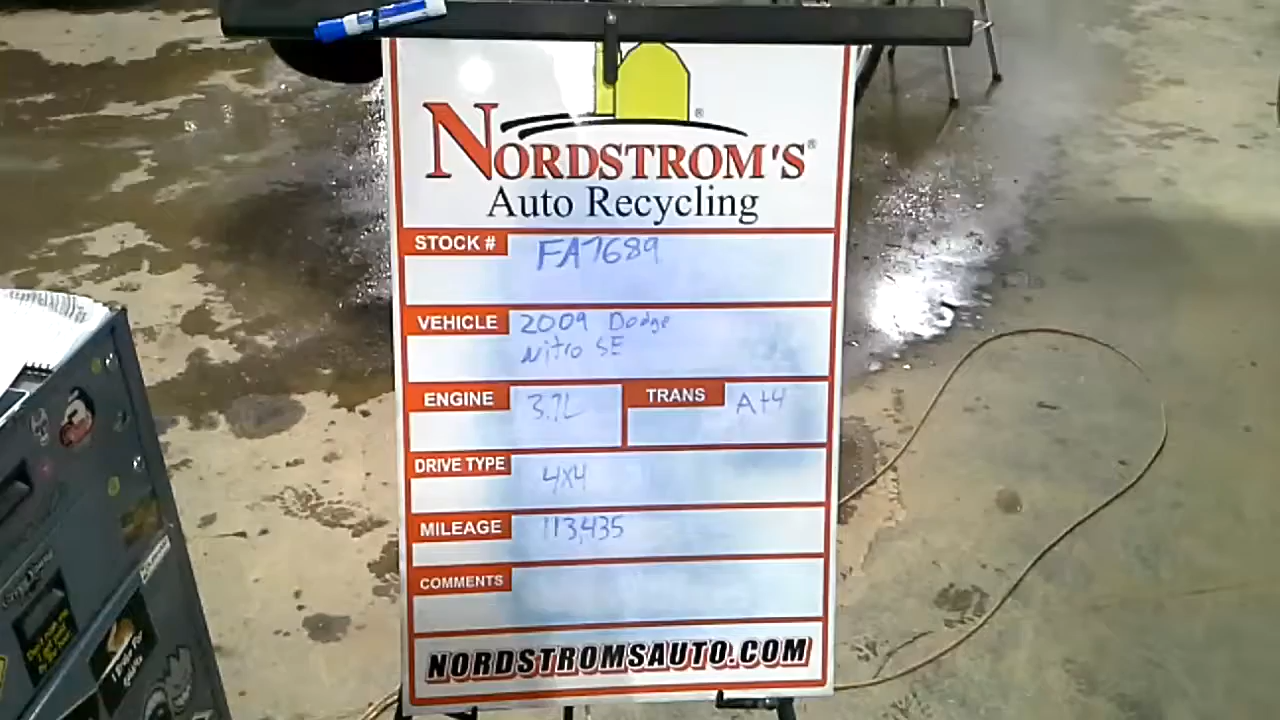 NORDSTROM'S®
Auto Recycling
STOCK # FA7689
VEHICLE 2009 Dodge
Nitro SE
ENGINE 3.7L TRANS A+4
DRIVE TYPE 4x4
MILEAGE 113,435
COMMENTS
NORDSTROMSAUTO.COM